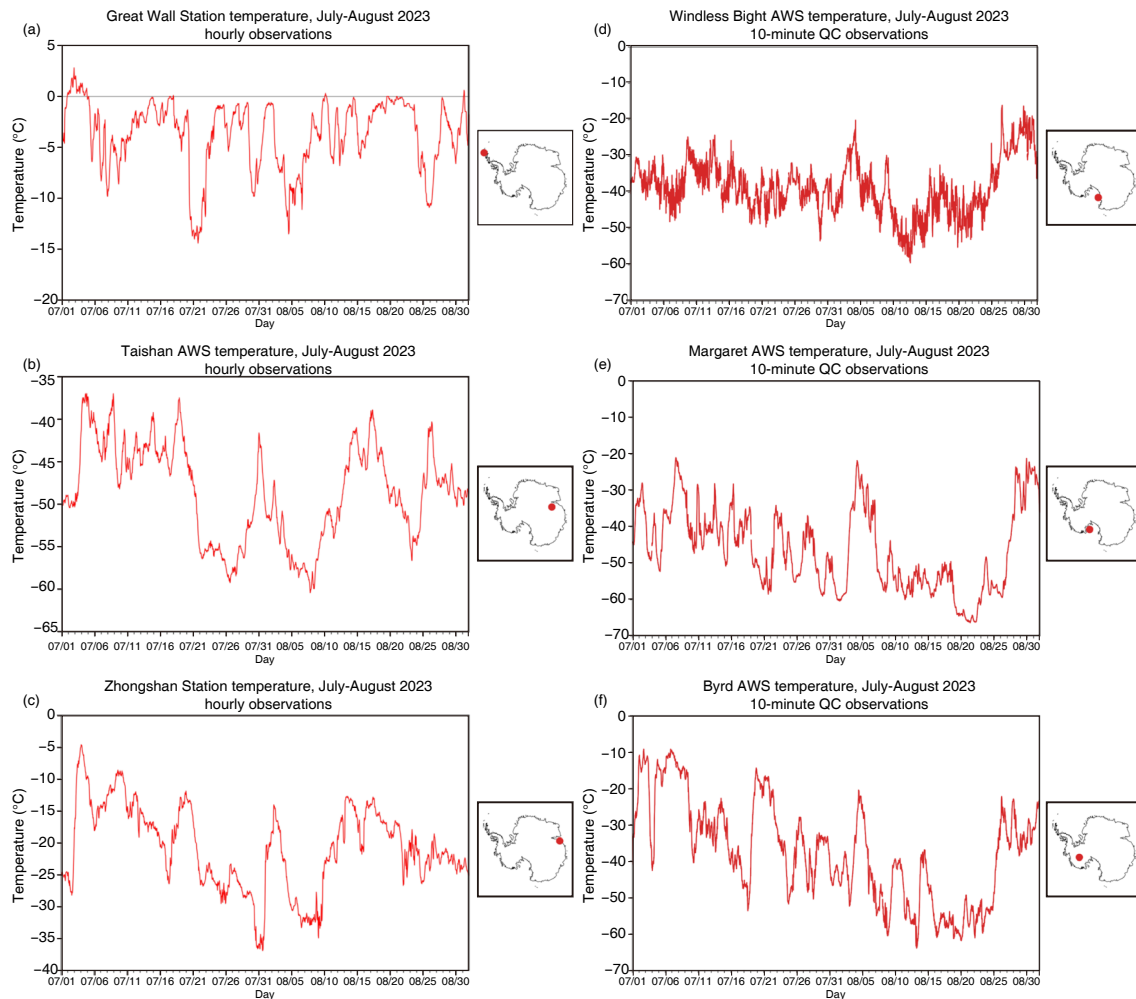 (a)
Great Wall Station temperature, July-August 2023
hourly observations
Temperature (°C)
5
0
−5
−10
−15
−20
07/01 07/06 07/11 07/16 07/21 07/26 07/31 08/05 08/10 08/15 08/20 08/25 08/30
Day
(b)
Taishan AWS temperature, July-August 2023
hourly observations
Temperature (°C)
−35
−40
−45
−50
−55
−60
−65
07/01 07/06 07/11 07/16 07/21 07/26 07/31 08/05 08/10 08/15 08/20 08/25 08/30
Day
(c)
Zhongshan Station temperature, July-August 2023
hourly observations
Temperature (°C)
0
−5
−10
−15
−20
−25
−30
−35
−40
07/01 07/06 07/11 07/16 07/21 07/26 07/31 08/05 08/10 08/15 08/20 08/25 08/30
Day
(d)
Windless Bight AWS temperature, July-August 2023
10-minute QC observations
Temperature (°C)
0
−10
−20
−30
−40
−50
−60
−70
07/01 07/06 07/11 07/16 07/21 07/26 07/31 08/05 08/10 08/15 08/20 08/25 08/30
Day
(e)
Margaret AWS temperature, July-August 2023
10-minute QC observations
Temperature (°C)
0
−10
−20
−30
−40
−50
−60
−70
07/01 07/06 07/11 07/16 07/21 07/26 07/31 08/05 08/10 08/15 08/20 08/25 08/30
Day
(f)
Byrd AWS temperature, July-August 2023
10-minute QC observations
Temperature (°C)
0
−10
−20
−30
−40
−50
−60
−70
07/01 07/06 07/11 07/16 07/21 07/26 07/31 08/05 08/10 08/15 08/20 08/25 08/30
Day